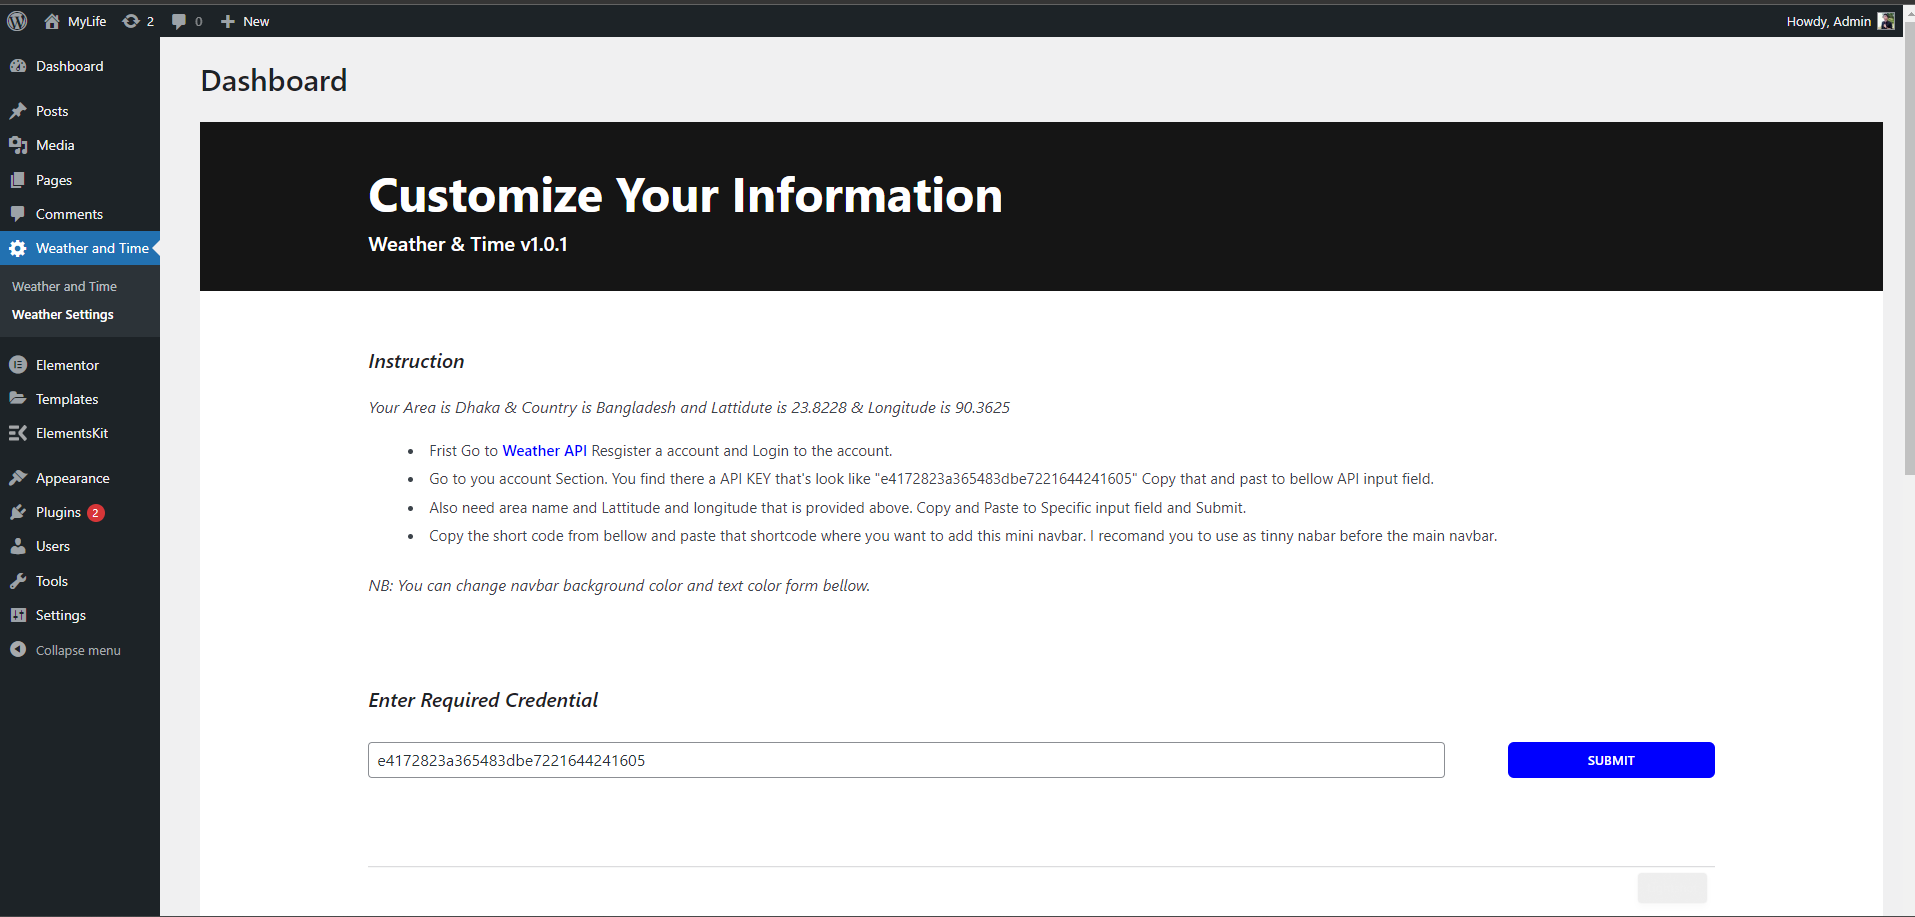 MyLife 2 0 New Howdy, Admin
Dashboard
Posts
Media
Pages
Comments
Weather and Time
Weather and Time
Weather Settings
Elementor
Templates
ElementsKit
Appearance
Plugins 2
Users
Tools
Settings
Collapse menu
Dashboard
Customize Your Information
Weather & Time v1.0.1
Instruction
Your Area is Dhaka & Country is Bangladesh and Lattidute is 23.8228 & Longitude is 90.3625
Frist Go to Weather API Resgister a account and Login to the account.
Go to you account Section. You find there a API KEY that's look like "e4172823a365483dbe7221644241605" Copy that and past to bellow API input field.
Also need area name and Lattitude and longitude that is provided above. Copy and Paste to Specific input field and Submit.
Copy the short code from bellow and paste that shortcode where you want to add this mini navbar. I recomand you to use as tinny nabar before the main navbar.
NB: You can change navbar background color and text color form bellow.
Enter Required Credential
e4172823a365483dbe7221644241605
SUBMIT